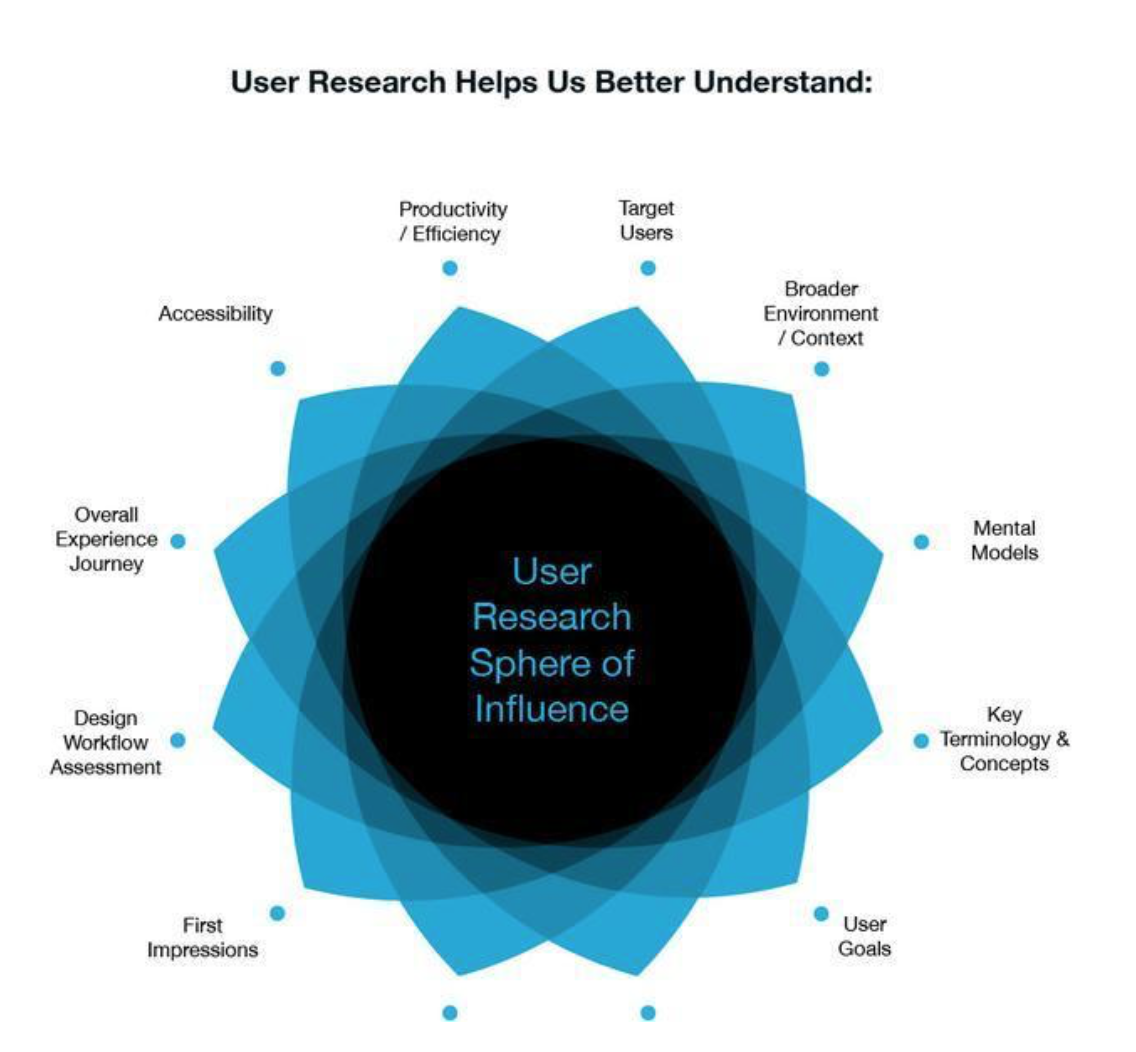 User Research Helps Us Better Understand:
Productivity
/ Efficiency
Target
Users
Broader
Environment
/ Context
Accessibility
Overall
Experience
Journey
Mental
Models
User
Research
Sphere of
Influence
Design
Workflow
Assessment
Key
Terminology &
Concepts
First
Impressions
User
Goals